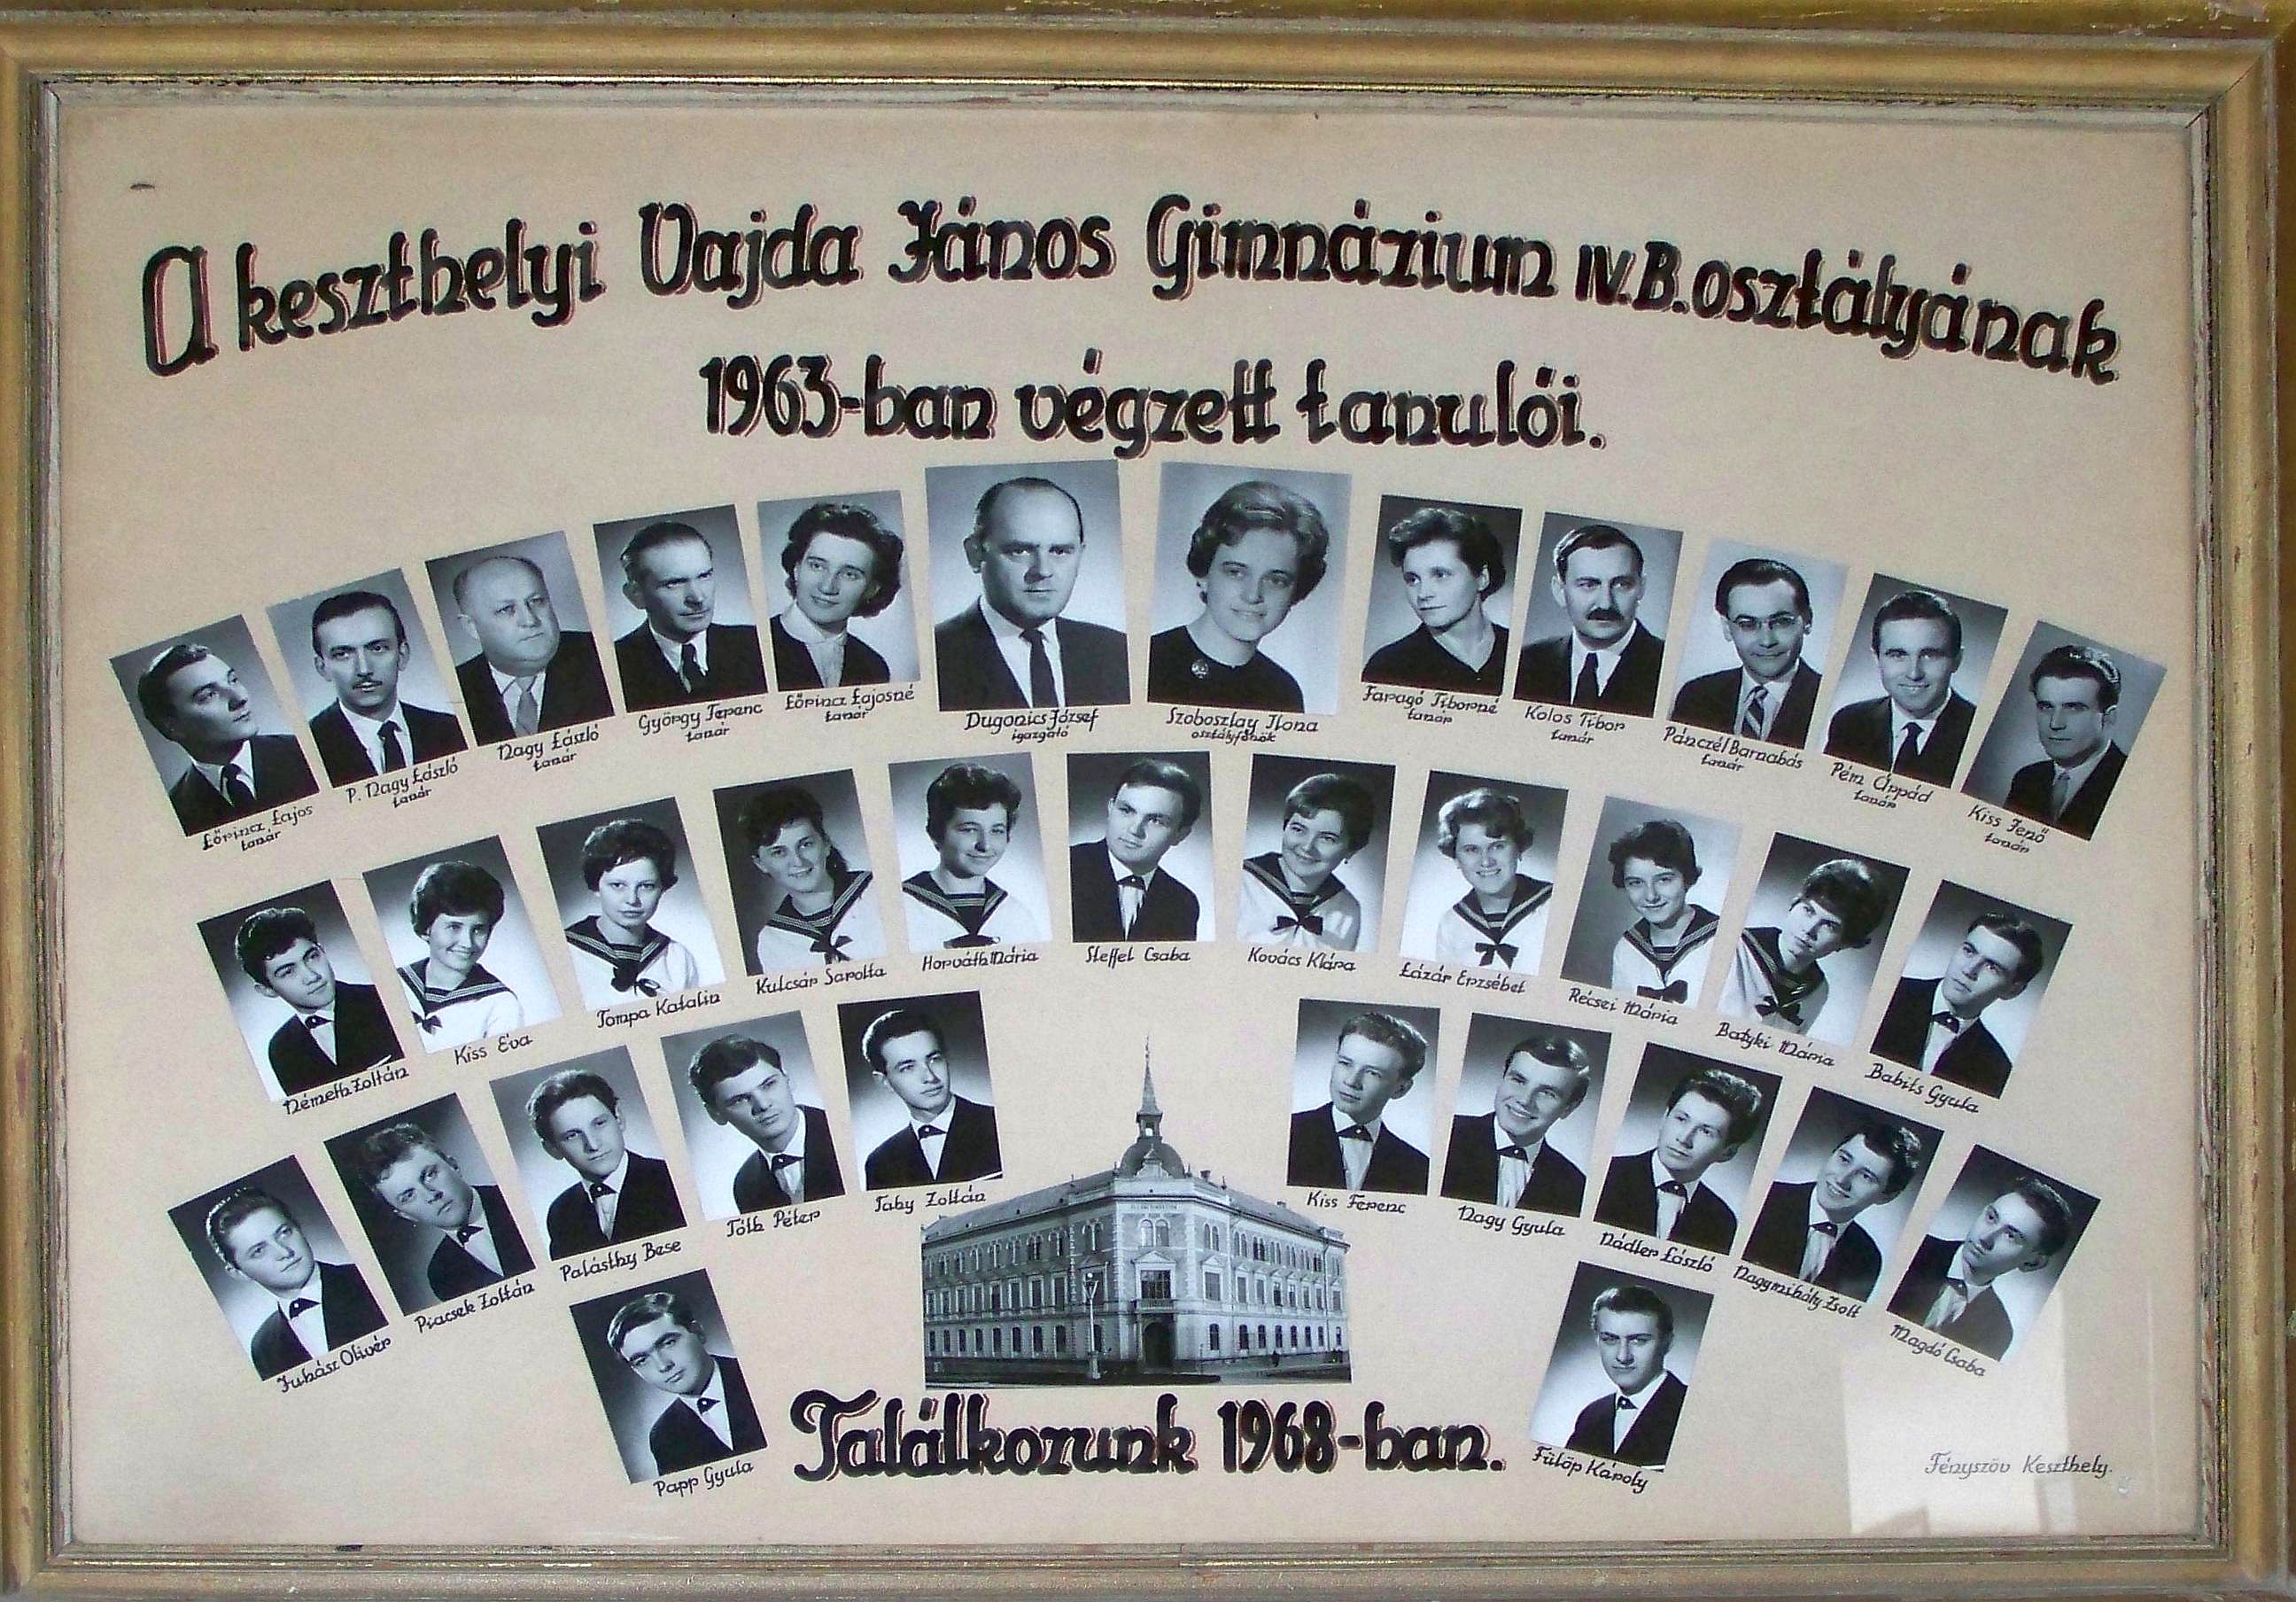 A keszthelyi Vajda János Gimnázium IV.B. osztályának
1963-ban végzett tanulói.
Lőrincz Lajos
tanár
P. Nagy László
tanár
Nagy László
tanár
György Ferenc
tanár
Lőrincz Lajosné
tanár
Dugonics József
igazgató
Szoboszlay Ilona
osztályfőnök
Faragó Tiborné
tanár
Kolos Tibor
tanár
Pánczél Barnabás
tanár
Pém Árpád
tanár
Kiss Jenő
tanár
Németh Zoltán
Kiss Éva
Tompa Katalin
Kulcsár Sarolta
Horváth Mária
Steffel Csaba
Kovács Klára
Lázár Erzsébet
Récsei Mária
Batyki Mária
Babits Gyula
Juhász Olivér
Piacsek Zoltán
Palásthy Bese
Tóth Péter
Taby Zoltán
Kiss Ferenc
Nagy Gyula
Nádler László
Nagymihály Zsolt
Magdó Csaba
Papp Gyula
Fülöp Károly
Találkozunk 1968-ban.
Fényszöv Keszthely.